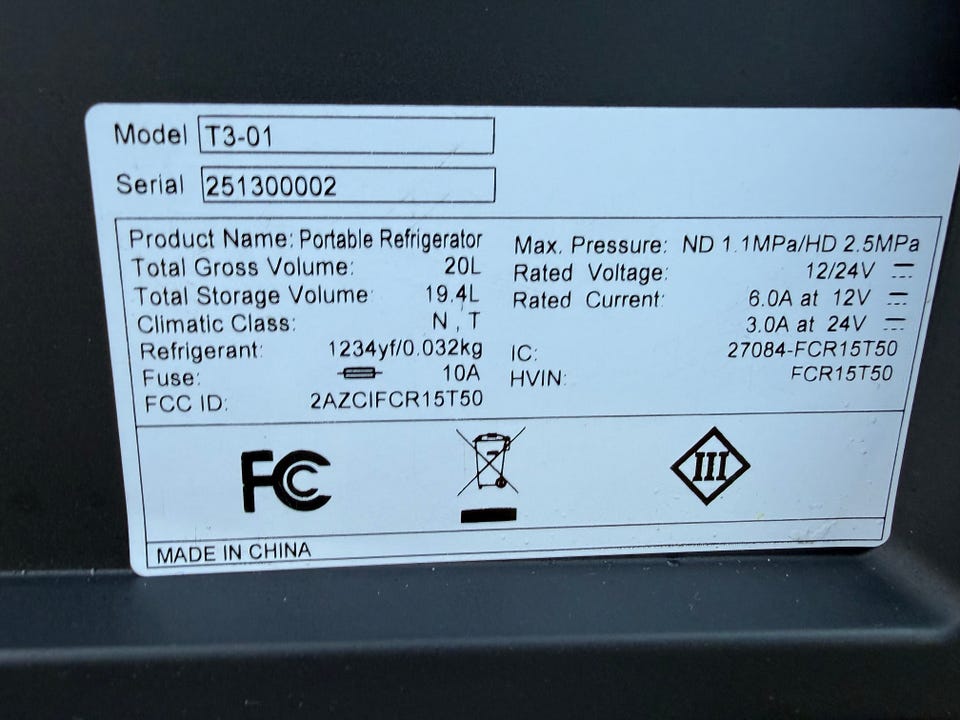 Model T3-01
Serial 251300002
Product Name: Portable Refrigerator
Total Gross Volume: 20L
Total Storage Volume: 19.4L
Climatic Class: N , T
Refrigerant: 1234yf/0.032kg
Fuse: 10A
FCC ID: 2AZCIFCR15T50
Max. Pressure: ND 1.1MPa/HD 2.5MPa
Rated Voltage: 12/24V
Rated Current: 6.0A at 12V
3.0A at 24V
IC: 27084-FCR15T50
HVIN: FCR15T50
FC
III
MADE IN CHINA